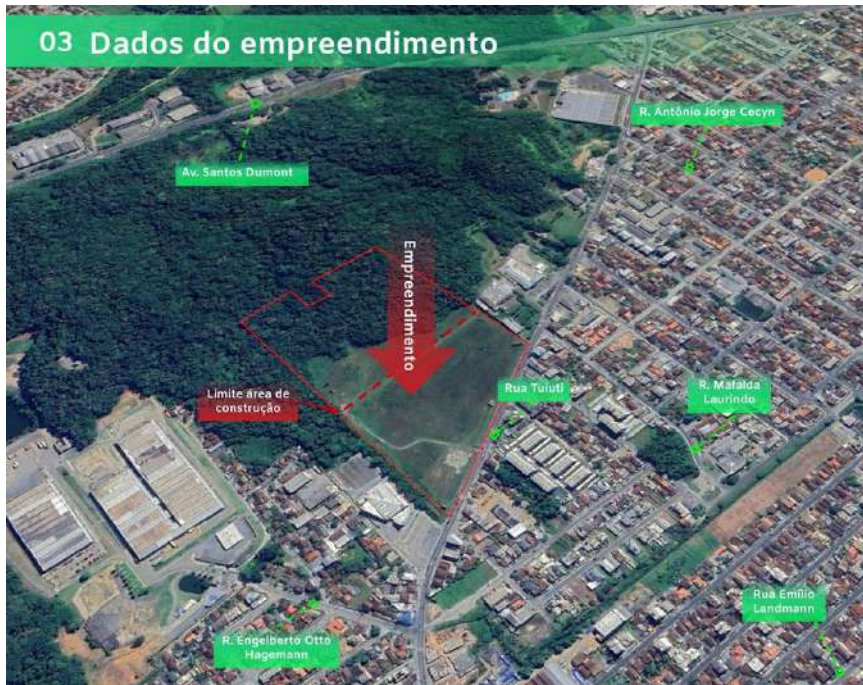 03 Dados do empreendimento
R. Antônio Jorge Cecyn
Av. Santos Dumont
Empreendimento
Limite área de
construção
Rua Tuiuti
R. Mafalda
Laurindo
Rua Emílio
Landmann
R. Engelberto Otto
Hagemann